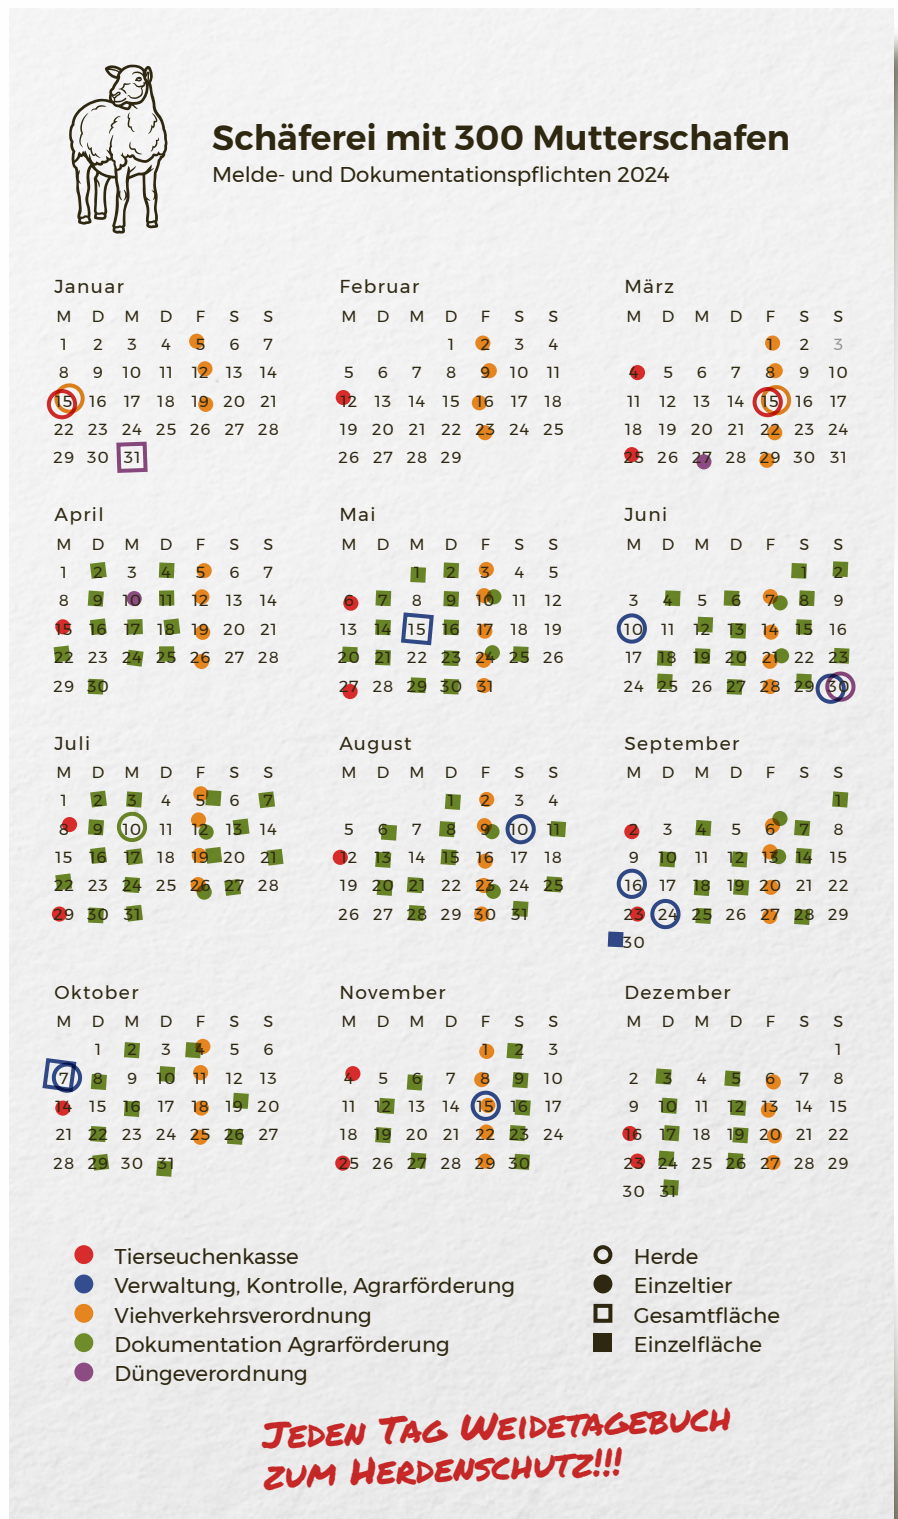 Schäferei mit 300 Mutterschafen
Melde- und Dokumentationspflichten 2024
Januar
M D M D F S S
1 2 3 4 5 6 7
8 9 10 11 12 13 14
15 16 17 18 19 20 21
22 23 24 25 26 27 28
29 30 31
Februar
M D M D F S S
1 2 3 4
5 6 7 8 9 10 11
12 13 14 15 16 17 18
19 20 21 22 23 24 25
26 27 28 29
März
M D M D F S S
1 2 3
4 5 6 7 8 9 10
11 12 13 14 15 16 17
18 19 20 21 22 23 24
25 26 27 28 29 30 31
April
M D M D F S S
1 2 3 4 5 6 7
8 9 10 11 12 13 14
15 16 17 18 19 20 21
22 23 24 25 26 27 28
29 30
Mai
M D M D F S S
1 2 3 4 5
6 7 8 9 10 11 12
13 14 15 16 17 18 19
20 21 22 23 24 25 26
27 28 29 30 31
Juni
M D M D F S S
1 2
3 4 5 6 7 8 9
10 11 12 13 14 15 16
17 18 19 20 21 22 23
24 25 26 27 28 29 30
Juli
M D M D F S S
1 2 3 4 5 6 7
8 9 10 11 12 13 14
15 16 17 18 19 20 21
22 23 24 25 26 27 28
29 30 31
August
M D M D F S S
1 2 3 4
5 6 7 8 9 10 11
12 13 14 15 16 17 18
19 20 21 22 23 24 25
26 27 28 29 30 31
September
M D M D F S S
1
2 3 4 5 6 7 8
9 10 11 12 13 14 15
16 17 18 19 20 21 22
23 24 25 26 27 28 29
30
Oktober
M D M D F S S
1 2 3 4 5 6
7 8 9 10 11 12 13
14 15 16 17 18 19 20
21 22 23 24 25 26 27
28 29 30 31
November
M D M D F S S
1 2 3
4 5 6 7 8 9 10
11 12 13 14 15 16 17
18 19 20 21 22 23 24
25 26 27 28 29 30
Dezember
M D M D F S S
1
2 3 4 5 6 7 8
9 10 11 12 13 14 15
16 17 18 19 20 21 22
23 24 25 26 27 28 29
30 31
Tierseuchenkasse
Verwaltung, Kontrolle, Agrarförderung
Viehverkehrsverordnung
Dokumentation Agrarförderung
Düngeverordnung
Herde
Einzeltier
Gesamtfläche
Einzelfläche
JEDEN TAG WEIDETAGEBUCH
ZUM HERDENSCHUTZ!!!